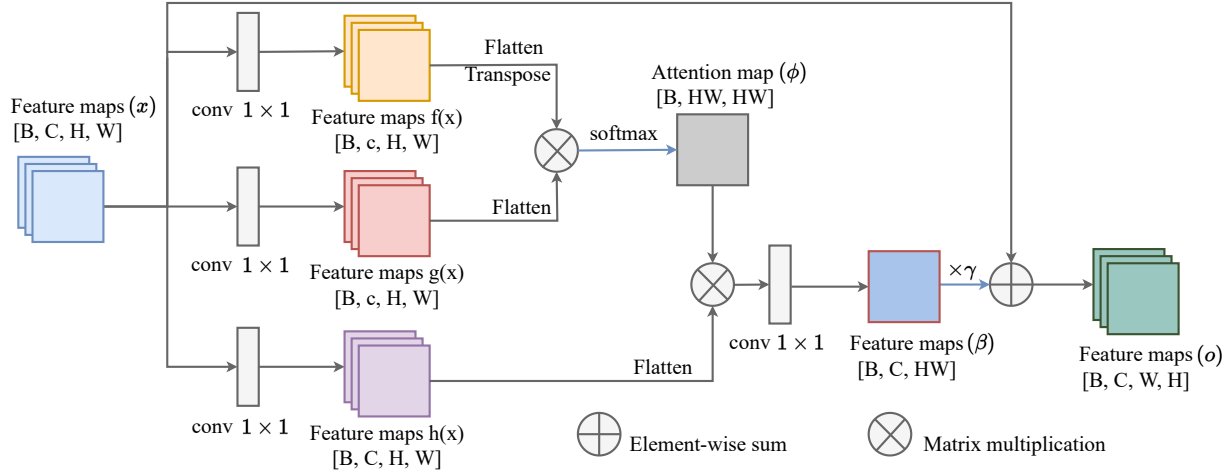 Feature maps (x)
[B, C, H, W]
conv 1 × 1
Feature maps f(x)
[B, c, H, W]
Flatten
Transpose
conv 1 × 1
Feature maps g(x)
[B, c, H, W]
Flatten
softmax
Attention map (ϕ)
[B, HW, HW]
conv 1 × 1
Feature maps h(x)
[B, C, H, W]
Flatten
conv 1 × 1
Feature maps (β)
[B, C, HW]
×γ
Feature maps (o)
[B, C, W, H]
Element-wise sum
Matrix multiplication